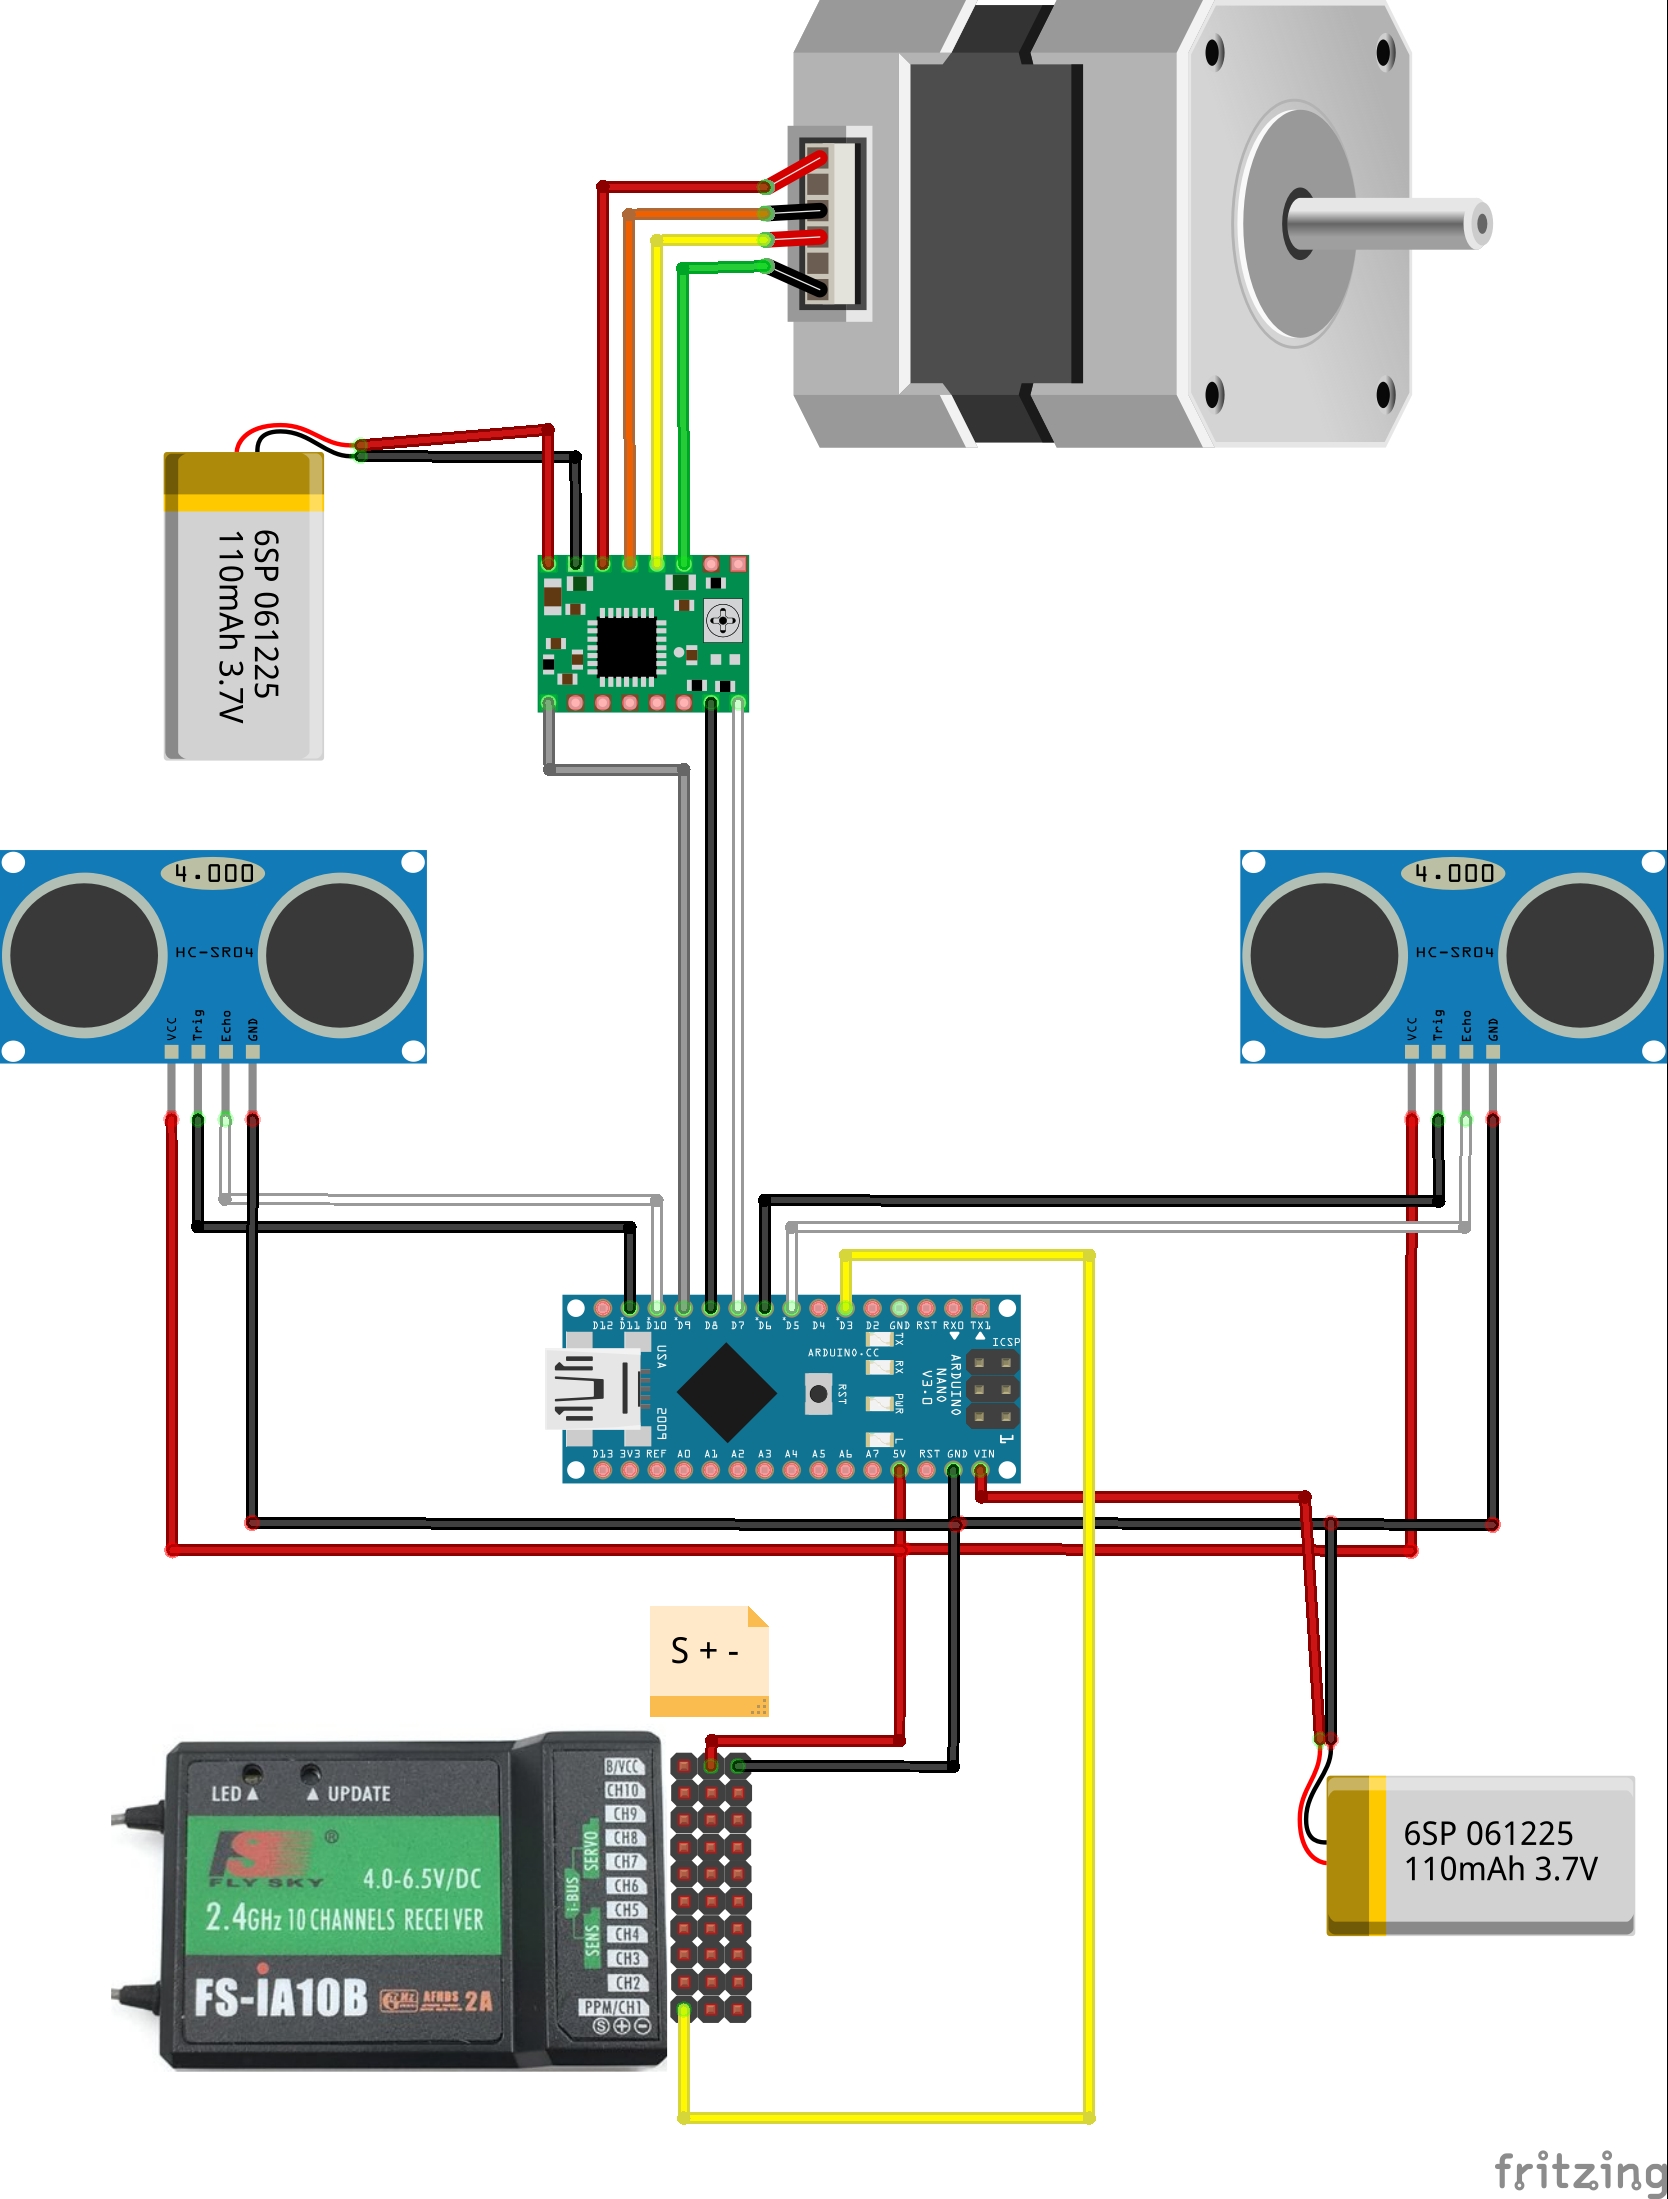 6SP 061225
110mAh 3.7V
4.000
HC-SR04
VCC
Trig
Echo
GND
4.000
HC-SR04
VCC
Trig
Echo
GND
D12 D11 D10 D9 D8 D7 D6 D5 D4 D3 D2 GND RST RX0 TX1
ICSP
ARDUINO.CC
TX
RX
PWR
L
RST
ARDUINO
NANO
V3.0
USA
2009
1
D13 3V3 REF A0 A1 A2 A3 A4 A5 A6 A7 5V RST GND VIN
S + -
LED UPDATE
FS ®
FLY SKY
4.0-6.5V/DC
2.4GHz 10 CHANNELS RECEIVER
FS-iA10B
AFHDS 2A
i-BUS
SERVO
SENS
B/VCC
CH10
CH9
CH8
CH7
CH6
CH5
CH4
CH3
CH2
PPM/CH1
S + -
6SP 061225
110mAh 3.7V
fritzing